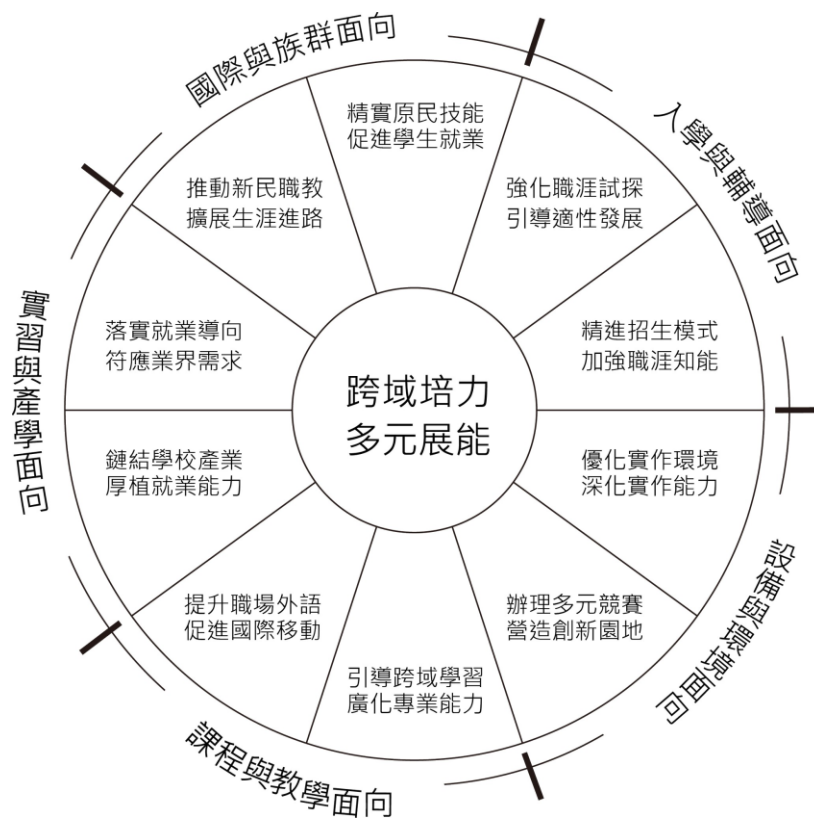 國際與族群面向
精實原民技能
促進學生就業
推動新民職教
擴展生涯進路
入學與輔導面向
強化職涯試探
引導適性發展
精進招生模式
加強職涯知能
跨域培力
多元展能
設備與環境面向
優化實作環境
深化實作能力
辦理多元競賽
營造創新園地
課程與教學面向
引導跨域學習
廣化專業能力
提升職場外語
促進國際移動
實習與產學面向
鏈結學校產業
厚植就業能力
落實就業導向
符應業界需求